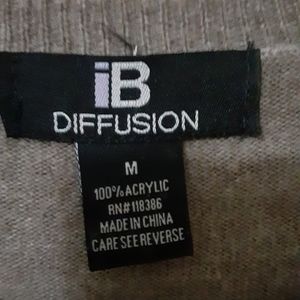 iB
DIFFUSION
M
100% ACRYLIC
RN# 118386
MADE IN CHINA
CARE SEE REVERSE